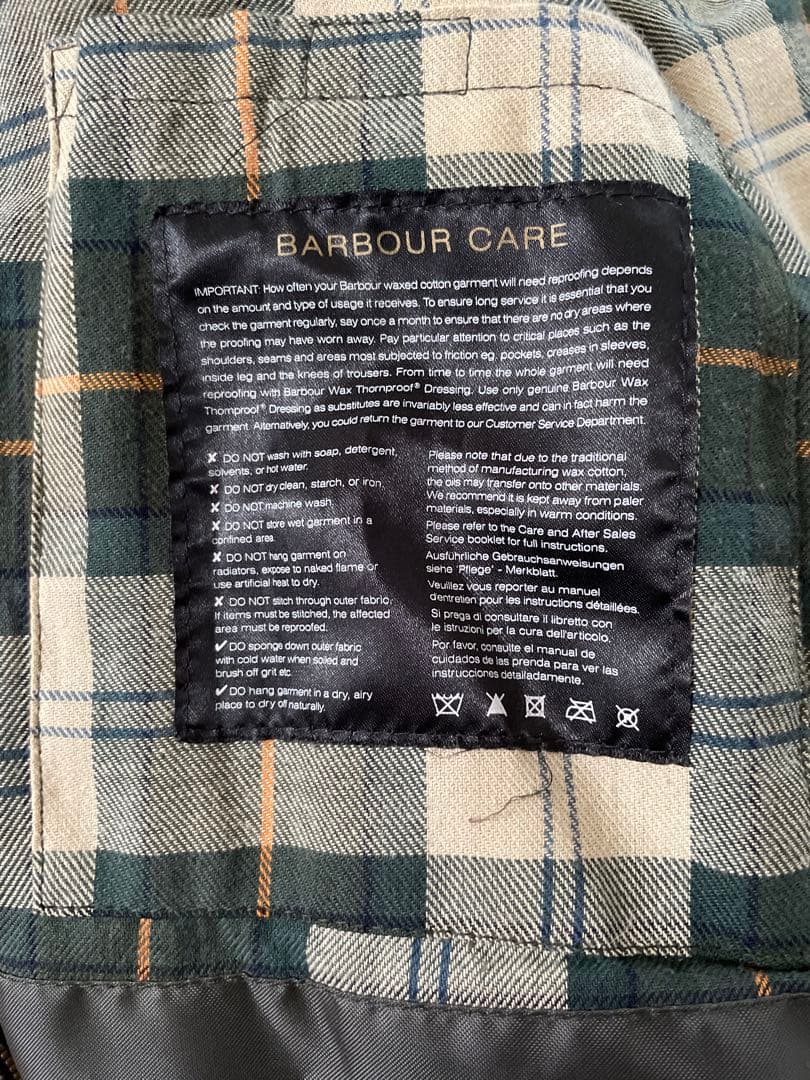 BARBOUR CARE
IMPORTANT: How often your Barbour waxed cotton garment will need reproofing depends
on the amount and type of usage it receives. To ensure long service it is essential that you
check the garment regularly, say once a month to ensure that there are no dry areas where
the proofing may have worn away. Pay particular attention to critical places such as the
shoulders, seams and areas most subjected to friction eg. pockets, creases in sleeves,
inside leg and the knees of trousers. From time to time the whole garment will need
reproofing with Barbour Wax Thornproof® Dressing. Use only genuine Barbour Wax
Thornproof® Dressing as substitutes are invariably less effective and can in fact harm the
garment. Alternatively, you could return the garment to our Customer Service Department.
✘ DO NOT wash with soap, detergent,
solvents, or hot water.
✘ DO NOT dry clean, starch, or iron.
✘ DO NOT machine wash.
✘ DO NOT store wet garment in a
confined area.
✘ DO NOT hang garment on
radiators, expose to naked flame or
use artificial heat to dry.
✘ DO NOT stitch through outer fabric.
If items must be stitched, the affected
area must be reproofed.
✔ DO sponge down outer fabric
with cold water when soiled and
brush off grit etc.
✔ DO hang garment in a dry, airy
place to dry off naturally.
Please note that due to the traditional
method of manufacturing wax cotton,
the oils may transfer onto other materials.
We recommend it is kept away from paler
materials, especially in warm conditions.
Please refer to the Care and After Sales
Service booklet for full instructions.
Ausführliche Gebrauchsanweisungen
siehe 'Pflege' - Merkblatt.
Veuillez vous reporter au manuel
d'entretien pour les instructions détaillées.
Si prega di consultare il libretto con
le istruzioni per la cura dell'articolo.
Por favor, consulte el manual de
cuidados de las prenda para ver las
instrucciones detalladamente.